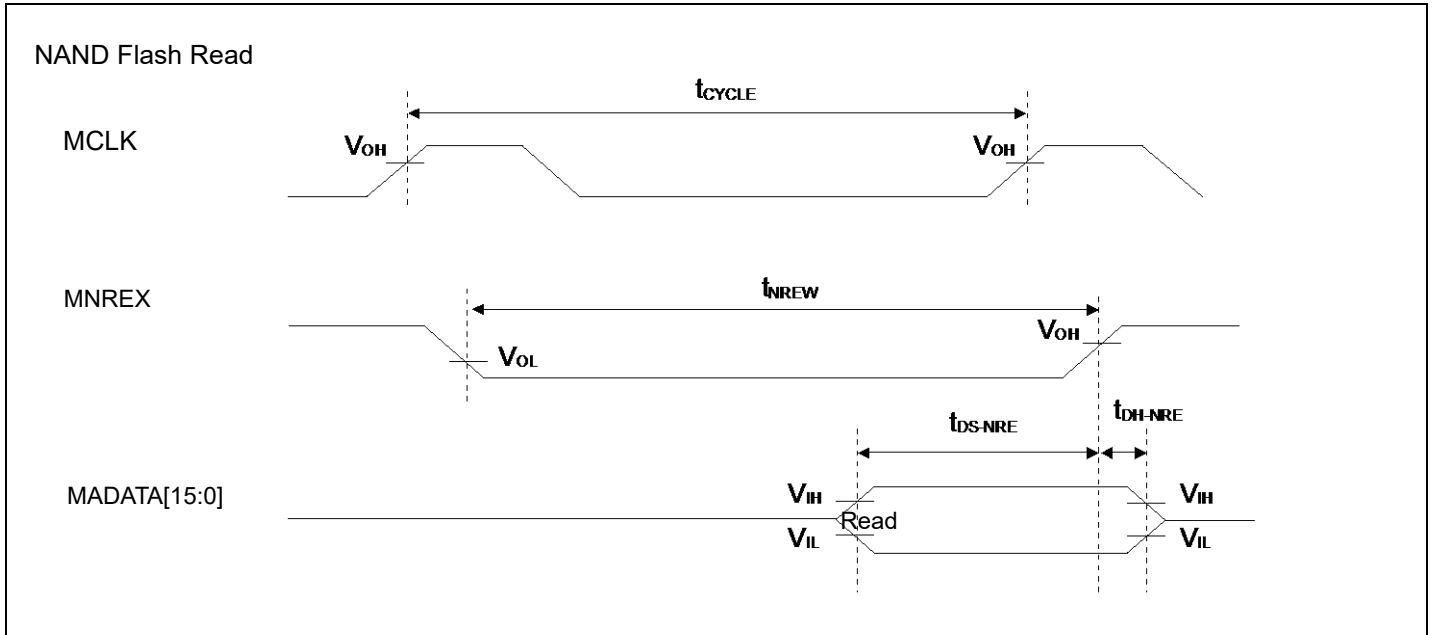 NAND Flash Read
tCYCLE
MCLK VOH VOH
MNREX tNREW
VOH
VOL
tDS-NRE tDH-NRE
MADATA[15:0] VIH VIH
Read
VIL VIL